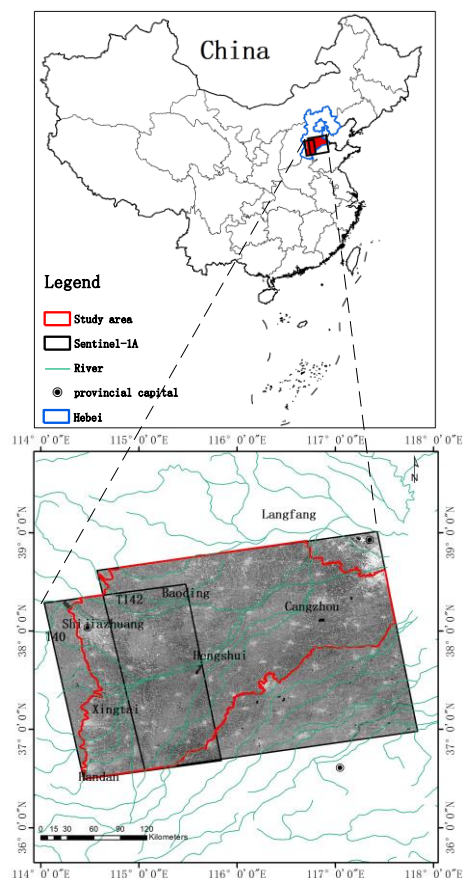 China
Legend
Study area
Sentinel-1A
River
provincial capital
Hebei
114° 0′0″E 115° 0′0″E 116° 0′0″E 117° 0′0″E 118° 0′0″E
N
Langfang
39° 0′0″N
39° 0′0″N
T142
Baoding
Cangzhou
Shijiazhuang
T40
38° 0′0″N
38° 0′0″N
Hengshui
Xingtai
37° 0′0″N
37° 0′0″N
Handan
0 15 30 60 90 120
Kilometers
36° 0′0″N
36° 0′0″N
114° 0′0″E 115° 0′0″E 116° 0′0″E 117° 0′0″E 118° 0′0″E